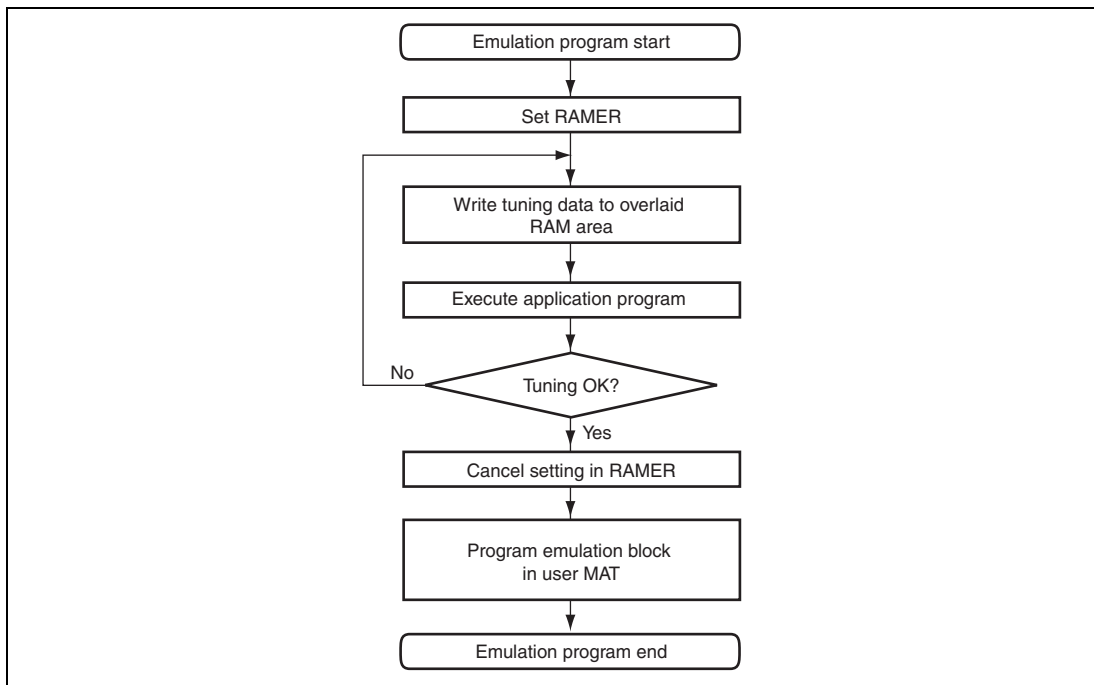 Emulation program start
Set RAMER
Write tuning data to overlaid
RAM area
Execute application program
No
Tuning OK?
Yes
Cancel setting in RAMER
Program emulation block
in user MAT
Emulation program end